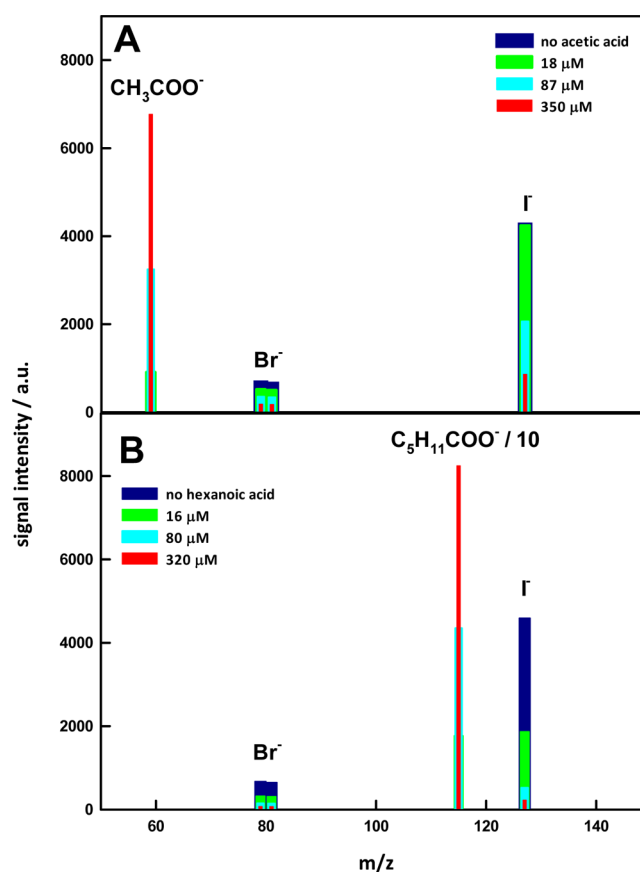 A
no acetic acid
18 μM
87 μM
350 μM
CH₃COO⁻
I⁻
Br⁻
8000
6000
4000
2000
0
B
C₅H₁₁COO⁻ / 10
no hexanoic acid
16 μM
80 μM
320 μM
I⁻
Br⁻
8000
6000
4000
2000
0
60
80
100
120
140
m/z
signal intensity / a.u.